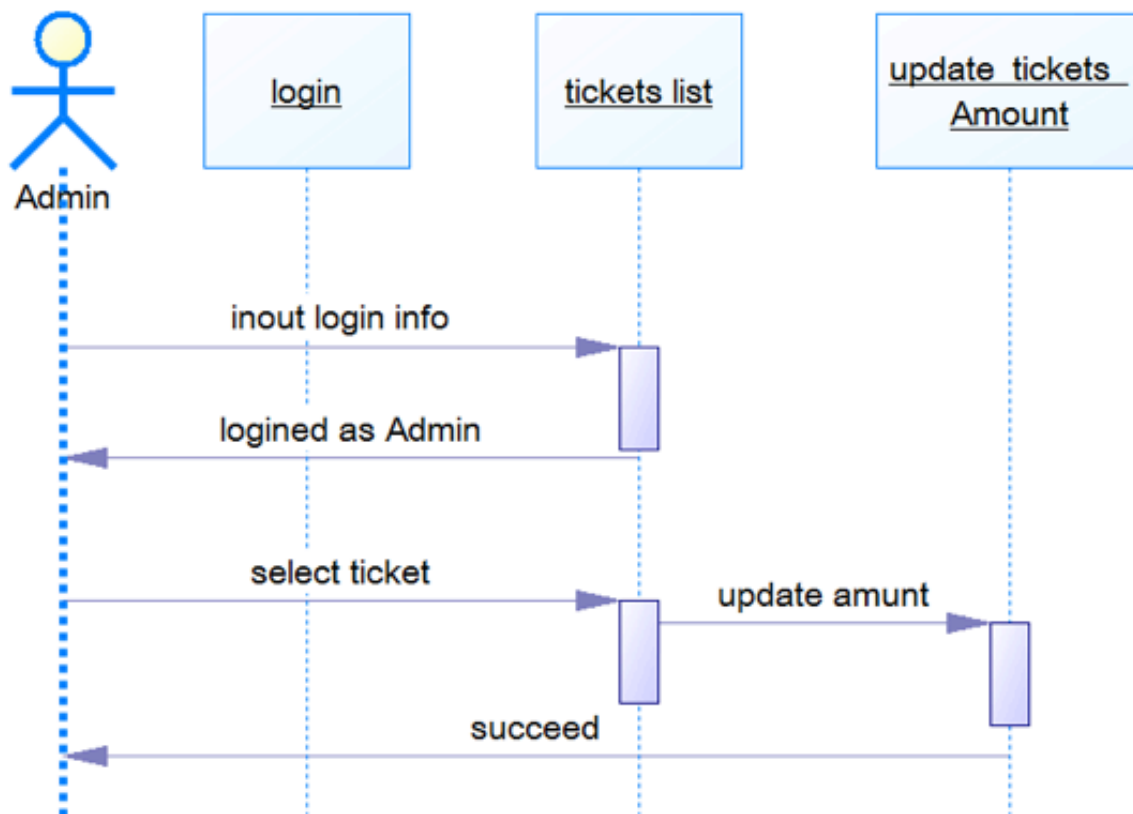 login
tickets list
update tickets
Amount
Admin
inout login info
logined as Admin
select ticket
update amunt
succeed